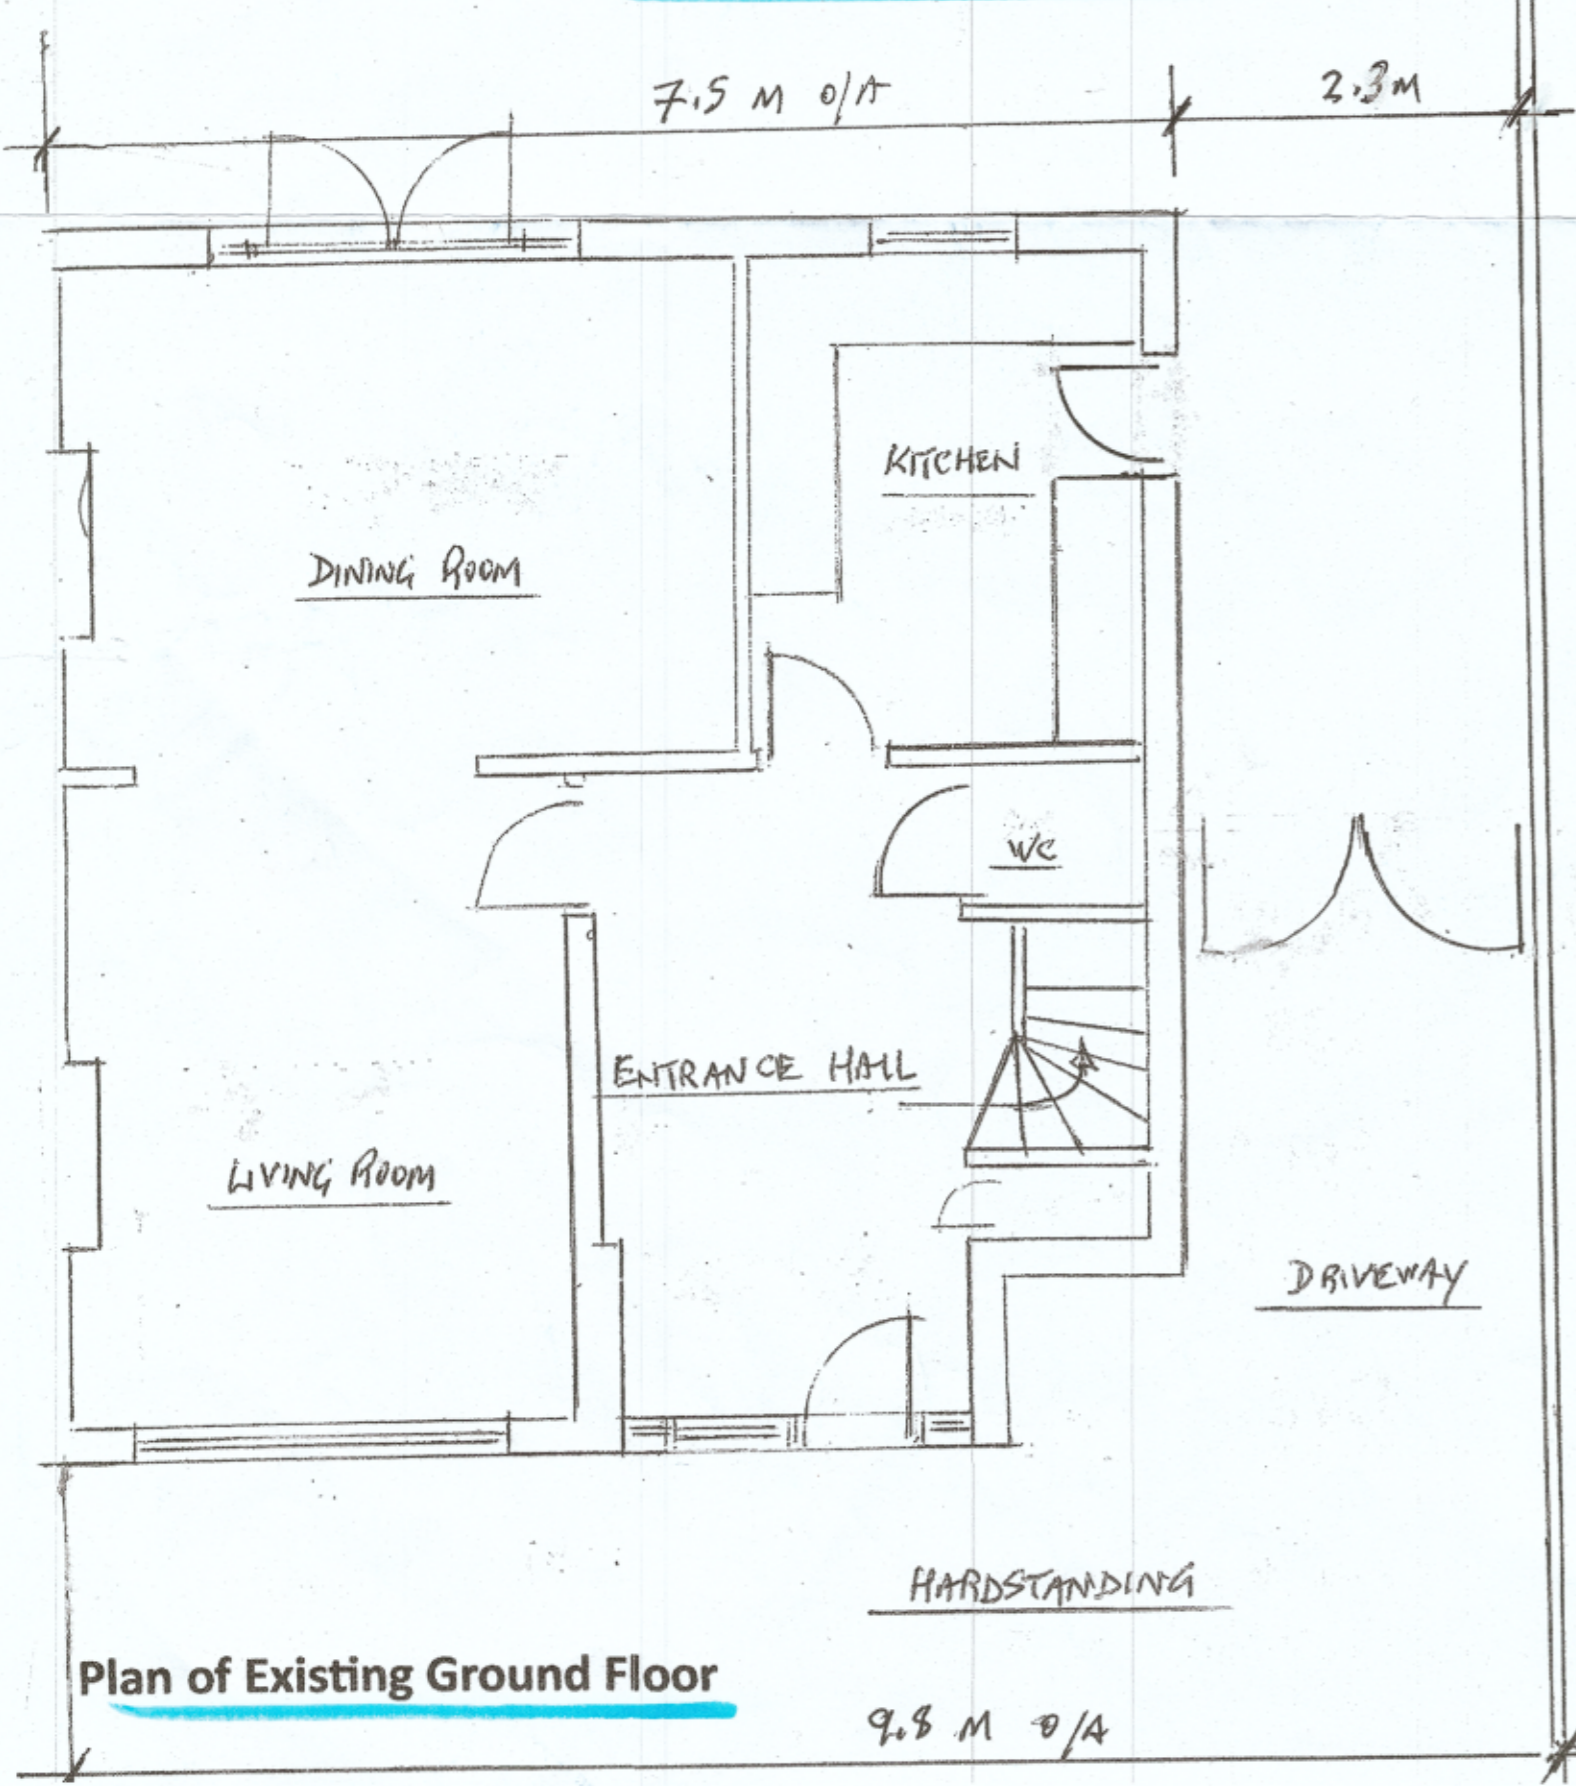 7.5 M O/A
2.3M
KITCHEN
DINING ROOM
WC
ENTRANCE HALL
LIVING ROOM
DRIVEWAY
HARDSTANDING
Plan of Existing Ground Floor
9.8 M O/A